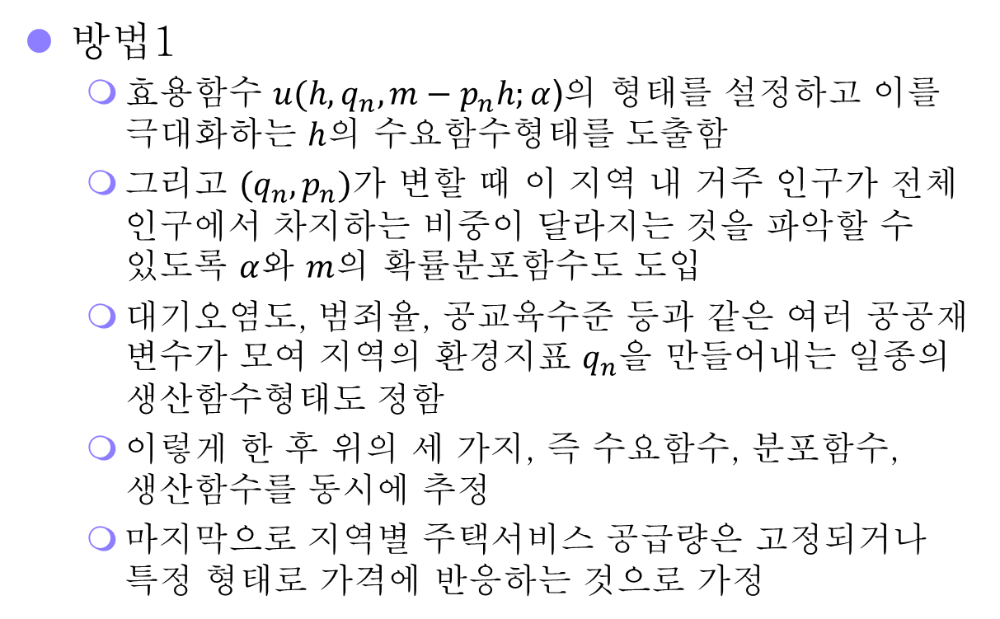 방법1
효용함수 u(h, qₙ, m − pₙh; α)의 형태를 설정하고 이를
극대화하는 h의 수요함수형태를 도출함
그리고 (qₙ, pₙ)가 변할 때 이 지역 내 거주 인구가 전체
인구에서 차지하는 비중이 달라지는 것을 파악할 수
있도록 α와 m의 확률분포함수도 도입
대기오염도, 범죄율, 공교육수준 등과 같은 여러 공공재
변수가 모여 지역의 환경지표 qₙ을 만들어내는 일종의
생산함수형태도 정함
이렇게 한 후 위의 세 가지, 즉 수요함수, 분포함수,
생산함수를 동시에 추정
마지막으로 지역별 주택서비스 공급량은 고정되거나
특정 형태로 가격에 반응하는 것으로 가정